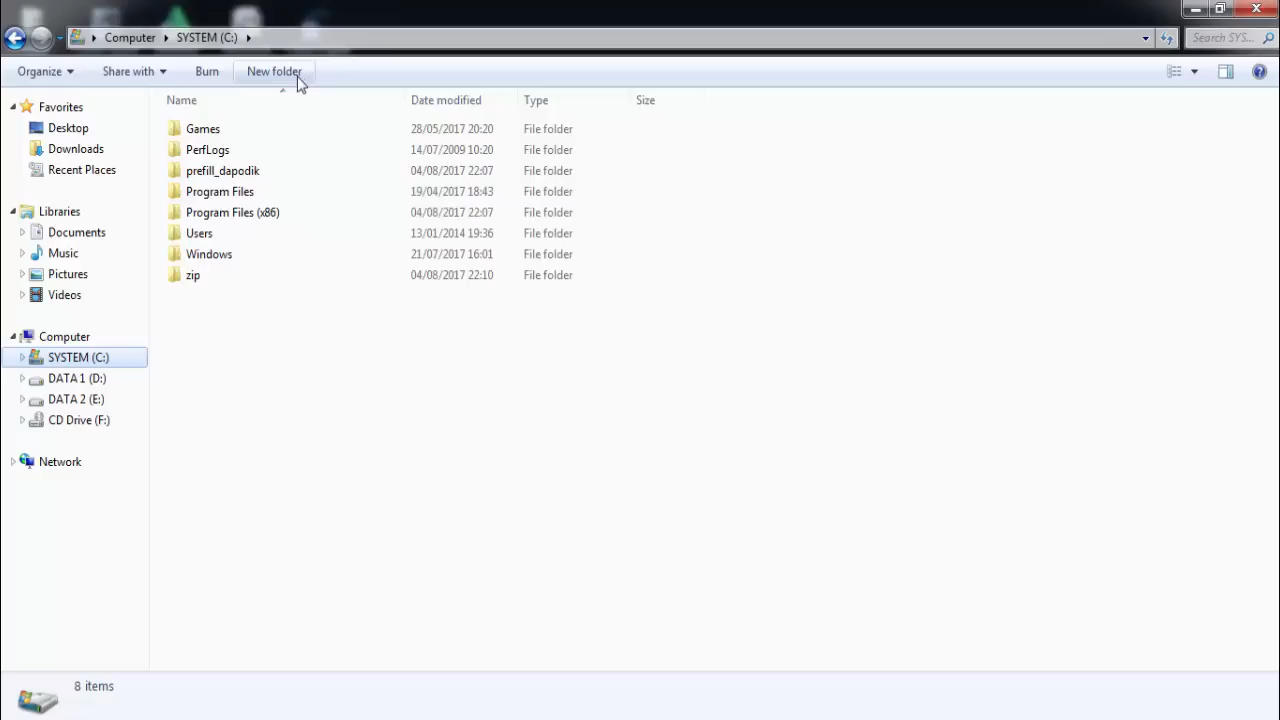 Computer SYSTEM (C:) Search SYS...
Organize Share with Burn New folder
Favorites
Desktop
Downloads
Recent Places
Libraries
Documents
Music
Pictures
Videos
Computer
SYSTEM (C:)
DATA 1 (D:)
DATA 2 (E:)
CD Drive (F:)
Network
Name Date modified Type Size
Games 28/05/2017 20:20 File folder
PerfLogs 14/07/2009 10:20 File folder
prefill_dapodik 04/08/2017 22:07 File folder
Program Files 19/04/2017 18:43 File folder
Program Files (x86) 04/08/2017 22:07 File folder
Users 13/01/2014 19:36 File folder
Windows 21/07/2017 16:01 File folder
zip 04/08/2017 22:10 File folder
8 items